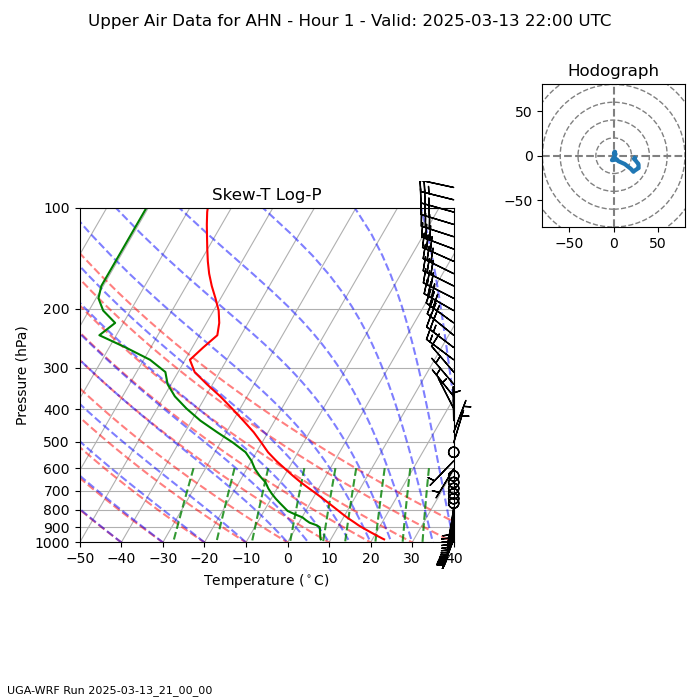 Upper Air Data for AHN - Hour 1 - Valid: 2025-03-13 22:00 UTC
Hodograph
50
0
−50
−50 0 50
Skew-T Log-P
100
200
300
400
500
600
700
800
900
1000
Pressure (hPa)
−50 −40 −30 −20 −10 0 10 20 30 40
Temperature (°C)
UGA-WRF Run 2025-03-13_21_00_00